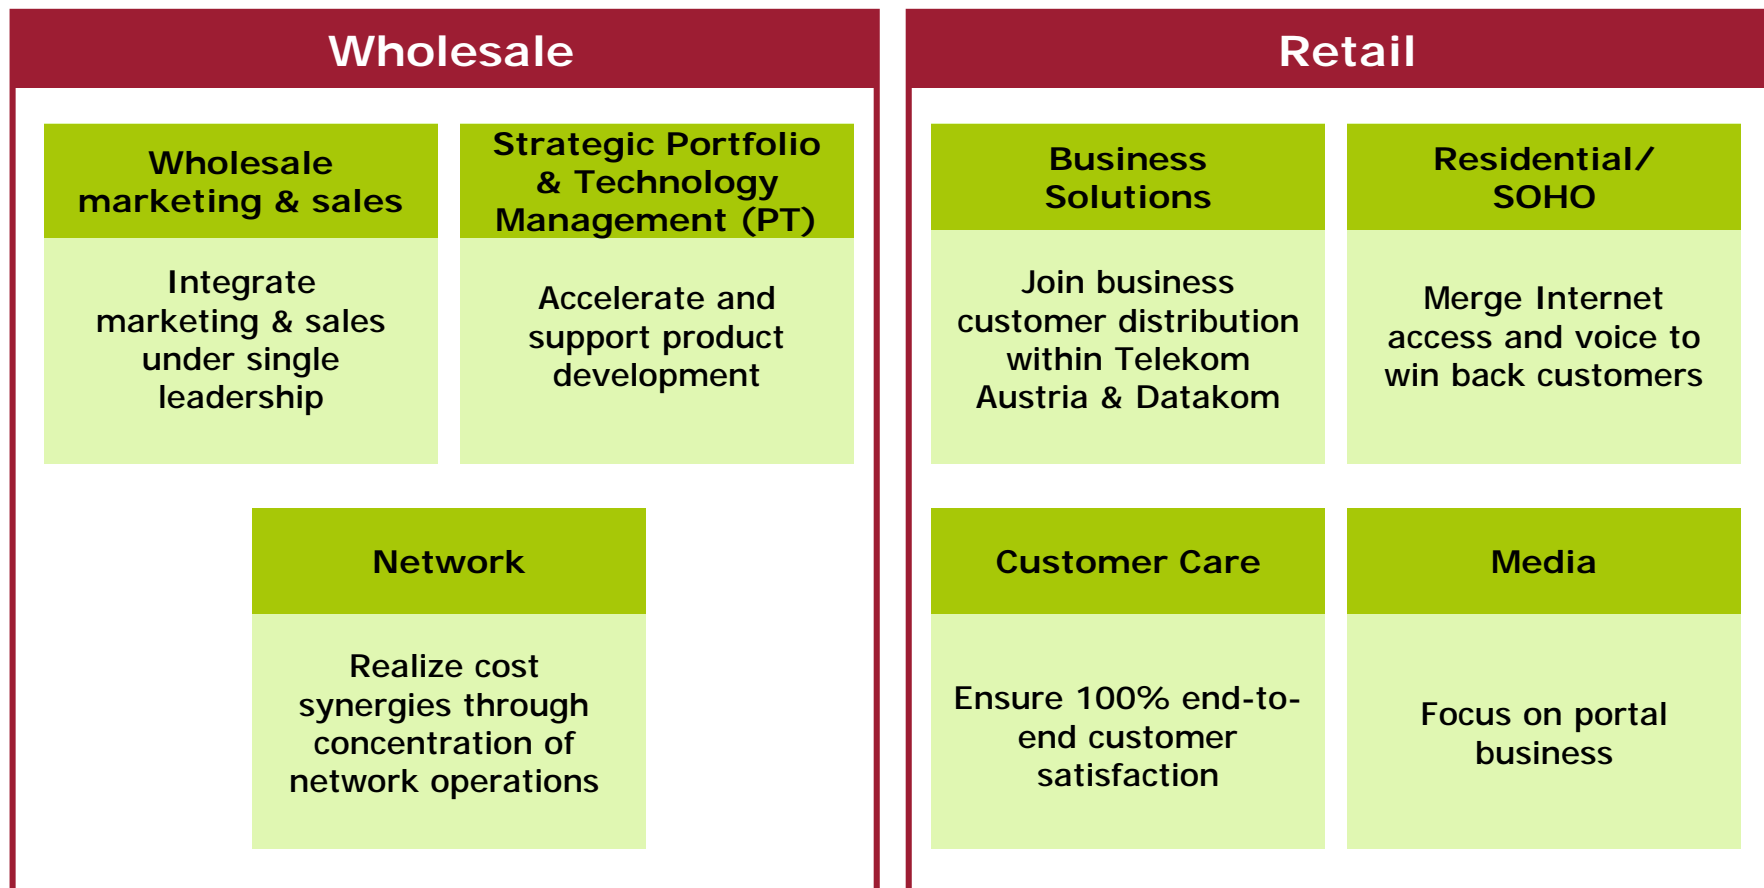 Wholesale
Wholesale
marketing & sales
Integrate
marketing & sales
under single
leadership
Strategic Portfolio
& Technology
Management (PT)
Accelerate and
support product
development
Network
Realize cost
synergies through
concentration of
network operations
Retail
Business
Solutions
Join business
customer distribution
within Telekom
Austria & Datakom
Residential/
SOHO
Merge Internet
access and voice to
win back customers
Customer Care
Ensure 100% end-to-
end customer
satisfaction
Media
Focus on portal
business